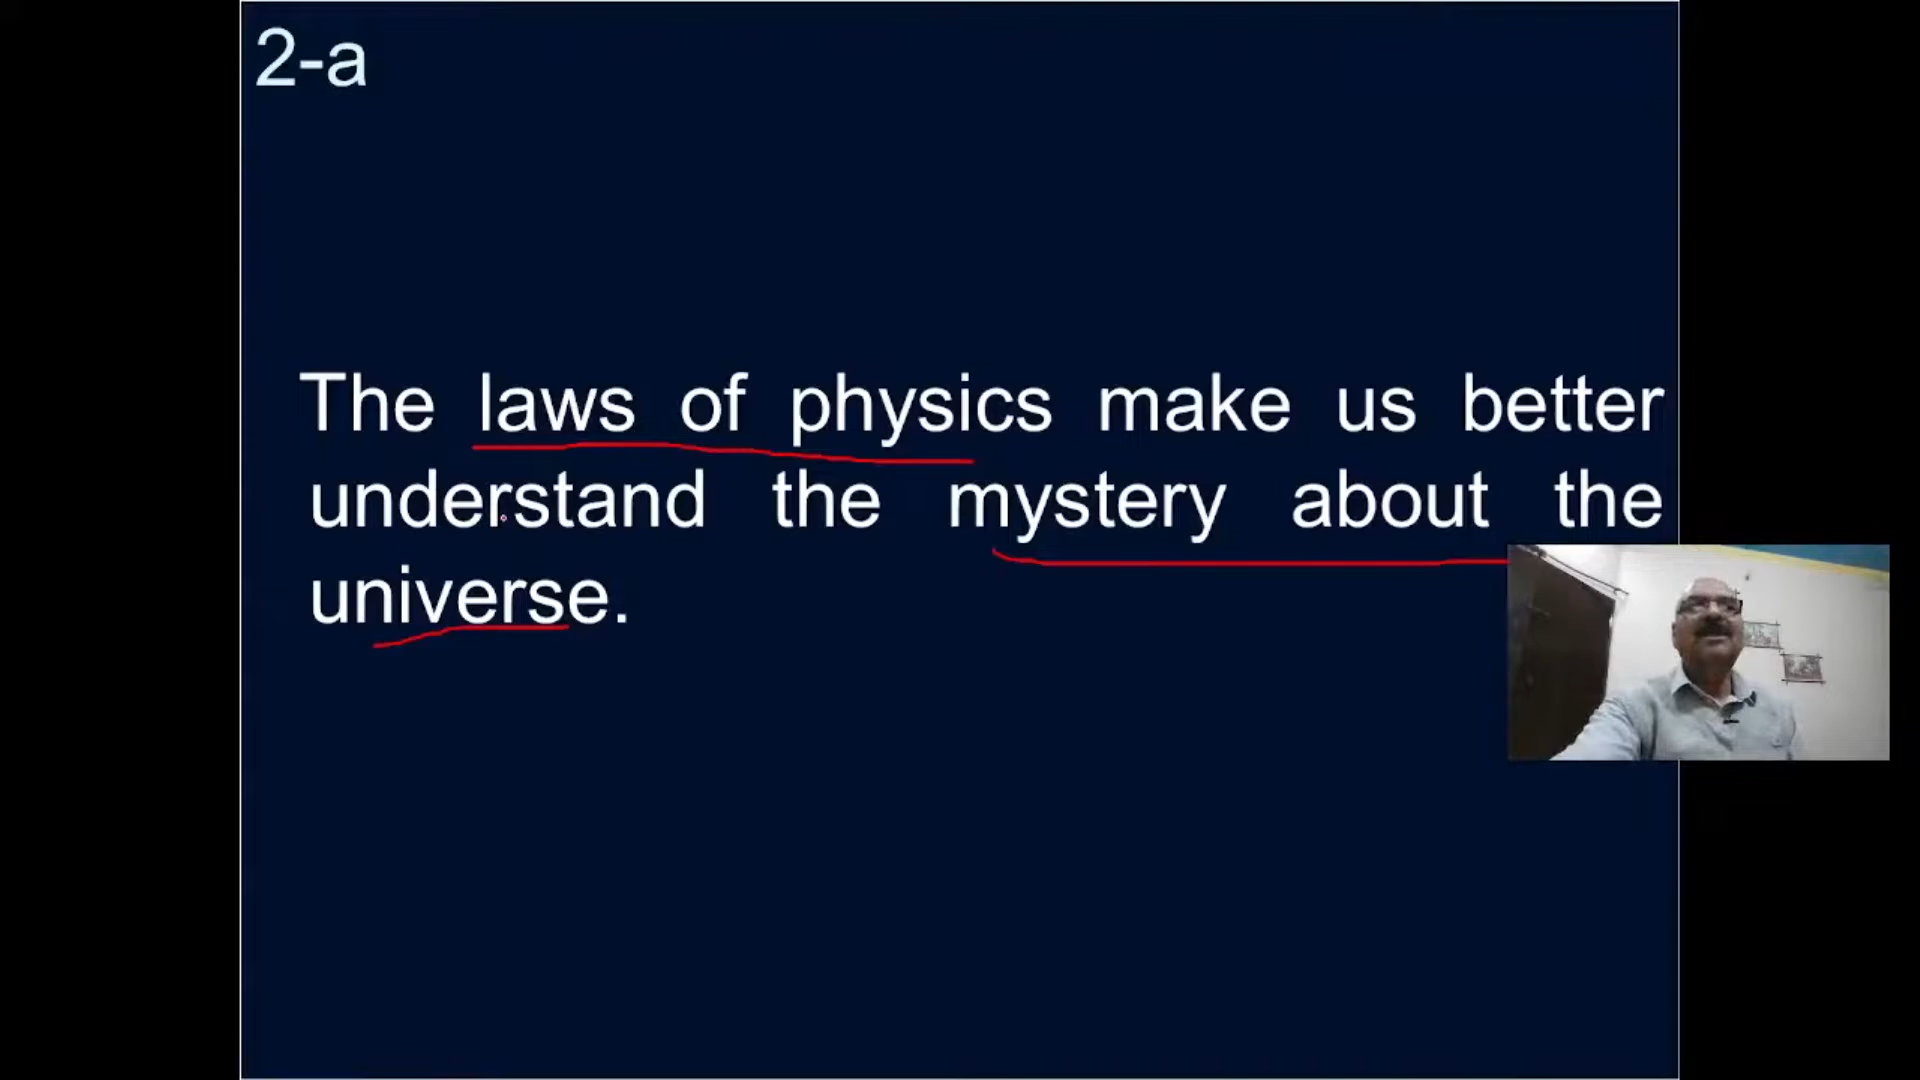 2-a
The laws of physics make us better
understand the mystery about the
universe.